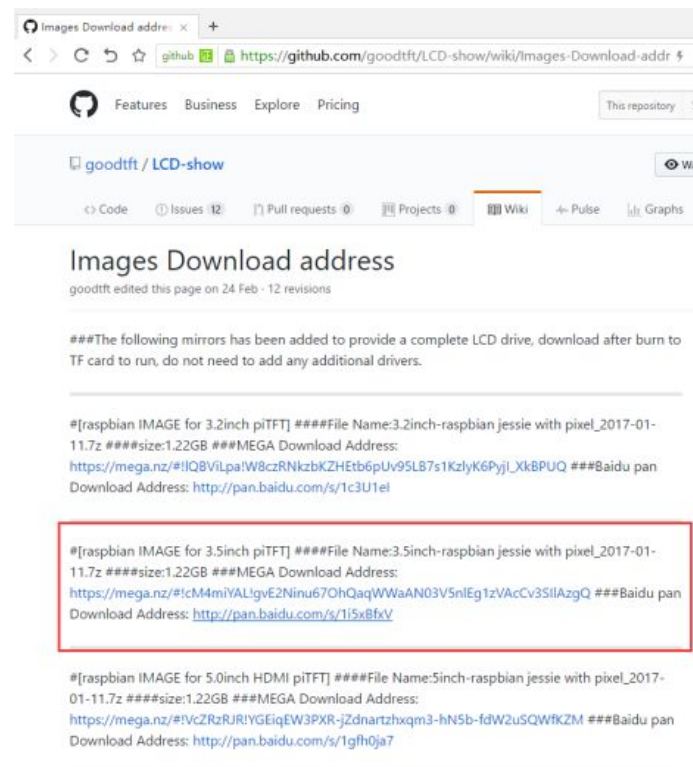 Images Download addre
github
https://github.com/goodtft/LCD-show/wiki/Images-Download-addr
Features Business Explore Pricing
This repository
goodtft / LCD-show
Code Issues 12 Pull requests 0 Projects 0 Wiki Pulse Graphs
Images Download address
goodtft edited this page on 24 Feb · 12 revisions
###The following mirrors has been added to provide a complete LCD drive, download after burn to
TF card to run, do not need to add any additional drivers.
#[raspbian IMAGE for 3.2inch piTFT] ####File Name:3.2inch-raspbian jessie with pixel_2017-01-
11.7z ####size:1.22GB ###MEGA Download Address:
https://mega.nz/#!lQBViLpa!W8czRNkzbKZHEtb6pUv95LB7s1KzlyK6PyjI_XkBPUQ ###Baidu pan
Download Address: http://pan.baidu.com/s/1c3U1eI
#[raspbian IMAGE for 3.5inch piTFT] ####File Name:3.5inch-raspbian jessie with pixel_2017-01-
11.7z ####size:1.22GB ###MEGA Download Address:
https://mega.nz/#!cM4miYAL!gvE2Ninu67OhQaqWWaAN03V5nlEg1zVAcCv3SIlAzgQ ###Baidu pan
Download Address: http://pan.baidu.com/s/1i5xBfxV
#[raspbian IMAGE for 5.0inch HDMI piTFT] ####File Name:5inch-raspbian jessie with pixel_2017-
01-11.7z ####size:1.22GB ###MEGA Download Address:
https://mega.nz/#!VcZRzRJR!YGEiqEW3PXR-jZdnartzhxqm3-hN5b-fdW2uSQWfKZM ###Baidu pan
Download Address: http://pan.baidu.com/s/1gfh0ja7